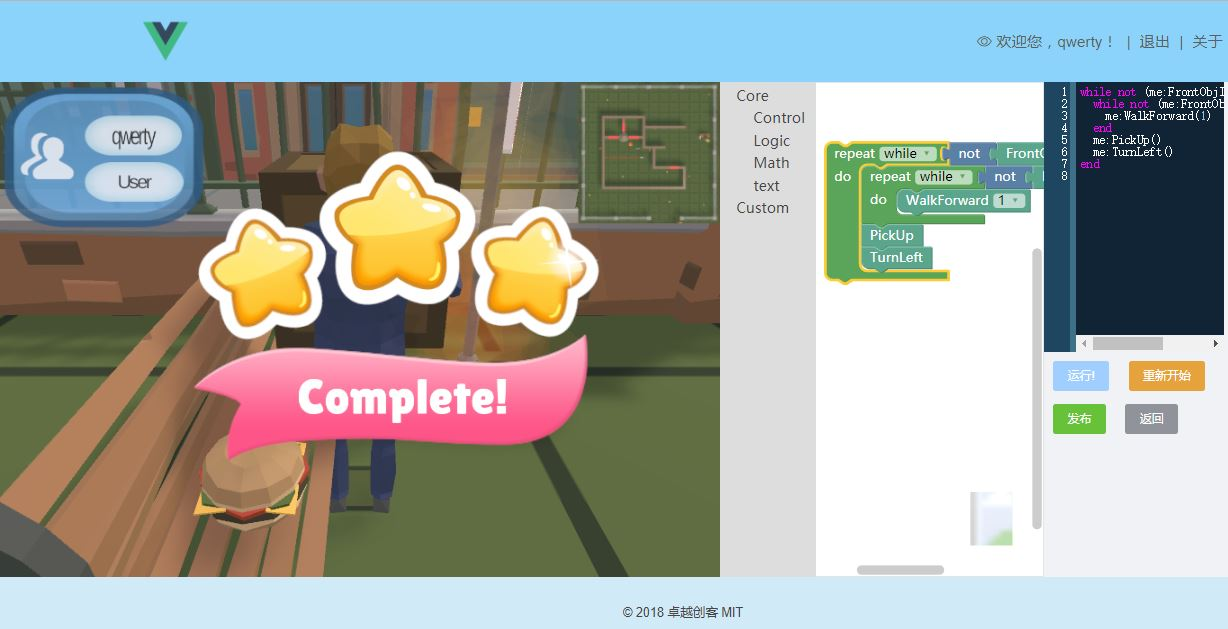 欢迎您，qwerty！ | 退出 | 关于
qwerty
User
Complete!
Core
Control
Logic
Math
text
Custom
repeat while not
do repeat while not
do WalkForward 1
PickUp
TurnLeft
1 while not (me:
2 while not (me:
3 me:WalkForward(1)
4 end
5 me:PickUp()
6 me:TurnLeft()
7 end
8
运行!
重新开始
发布
返回
© 2018 卓越创客 MIT